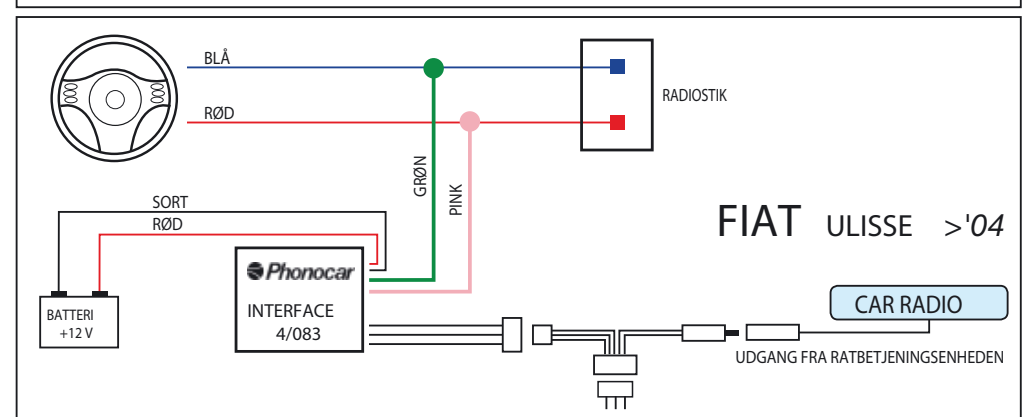 BLÅ
RADIOSTIK
RØD
GRØN
PINK
SORT
RØD
FIAT ULISSE >'04
Phonocar
INTERFACE
4/083
BATTERI
+12 V
CAR RADIO
UDGANG FRA RATBETJENINGSENHEDEN